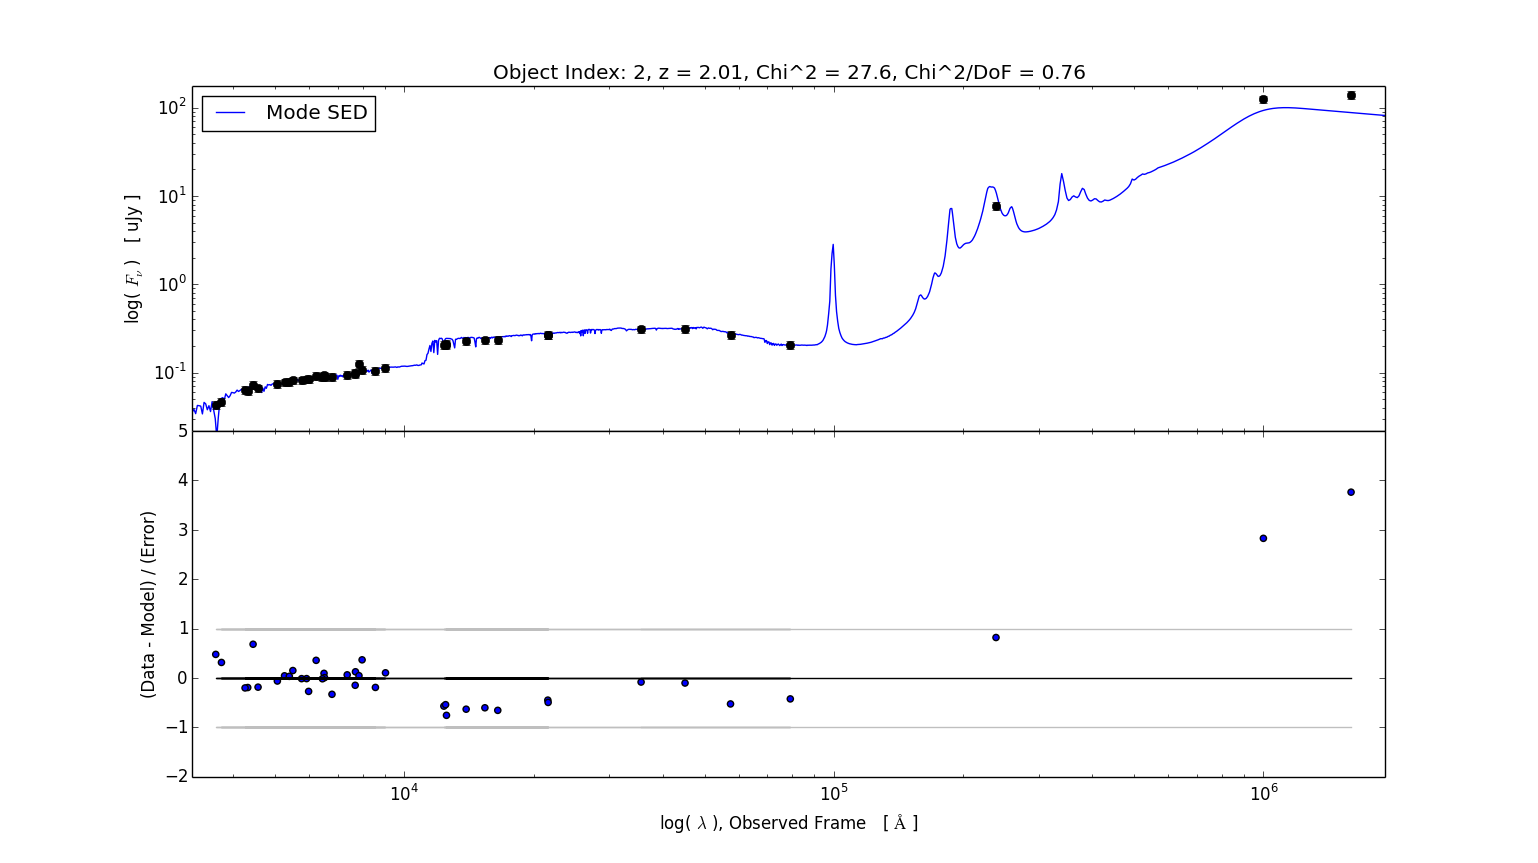 Object Index: 2, z = 2.01, Chi^2 = 27.6, Chi^2/DoF = 0.76
Mode SED
log( F_ν ) [ uJy ]
10^2
10^1
10^0
10^-1
(Data - Model) / (Error)
5
4
3
2
1
0
−1
−2
10^4 10^5 10^6
log( λ ), Observed Frame [ Å ]